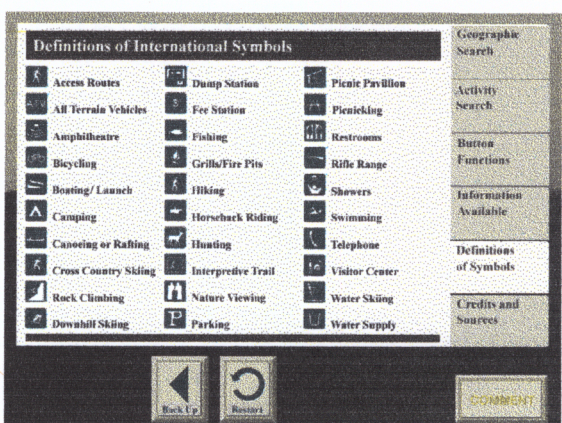 Definitions of International Symbols
Access Routes
All Terrain Vehicles
Amphitheatre
Bicycling
Boating/ Launch
Camping
Canoeing or Rafting
Cross Country Skiing
Rock Climbing
Downhill Skiing
Dump Station
Fee Station
Fishing
Grills/Fire Pits
Hiking
Horseback Riding
Hunting
Interpretive Trail
Nature Viewing
P Parking
Picnic Pavillion
Picnicking
Restrooms
Rifle Range
Showers
Swimming
Telephone
Visitor Center
Water Skiing
Water Supply
Geographic
Search
Activity
Search
Button
Functions
Information
Available
Definitions
of Symbols
Credits and
Sources
Back Up
Restart
COMMENT